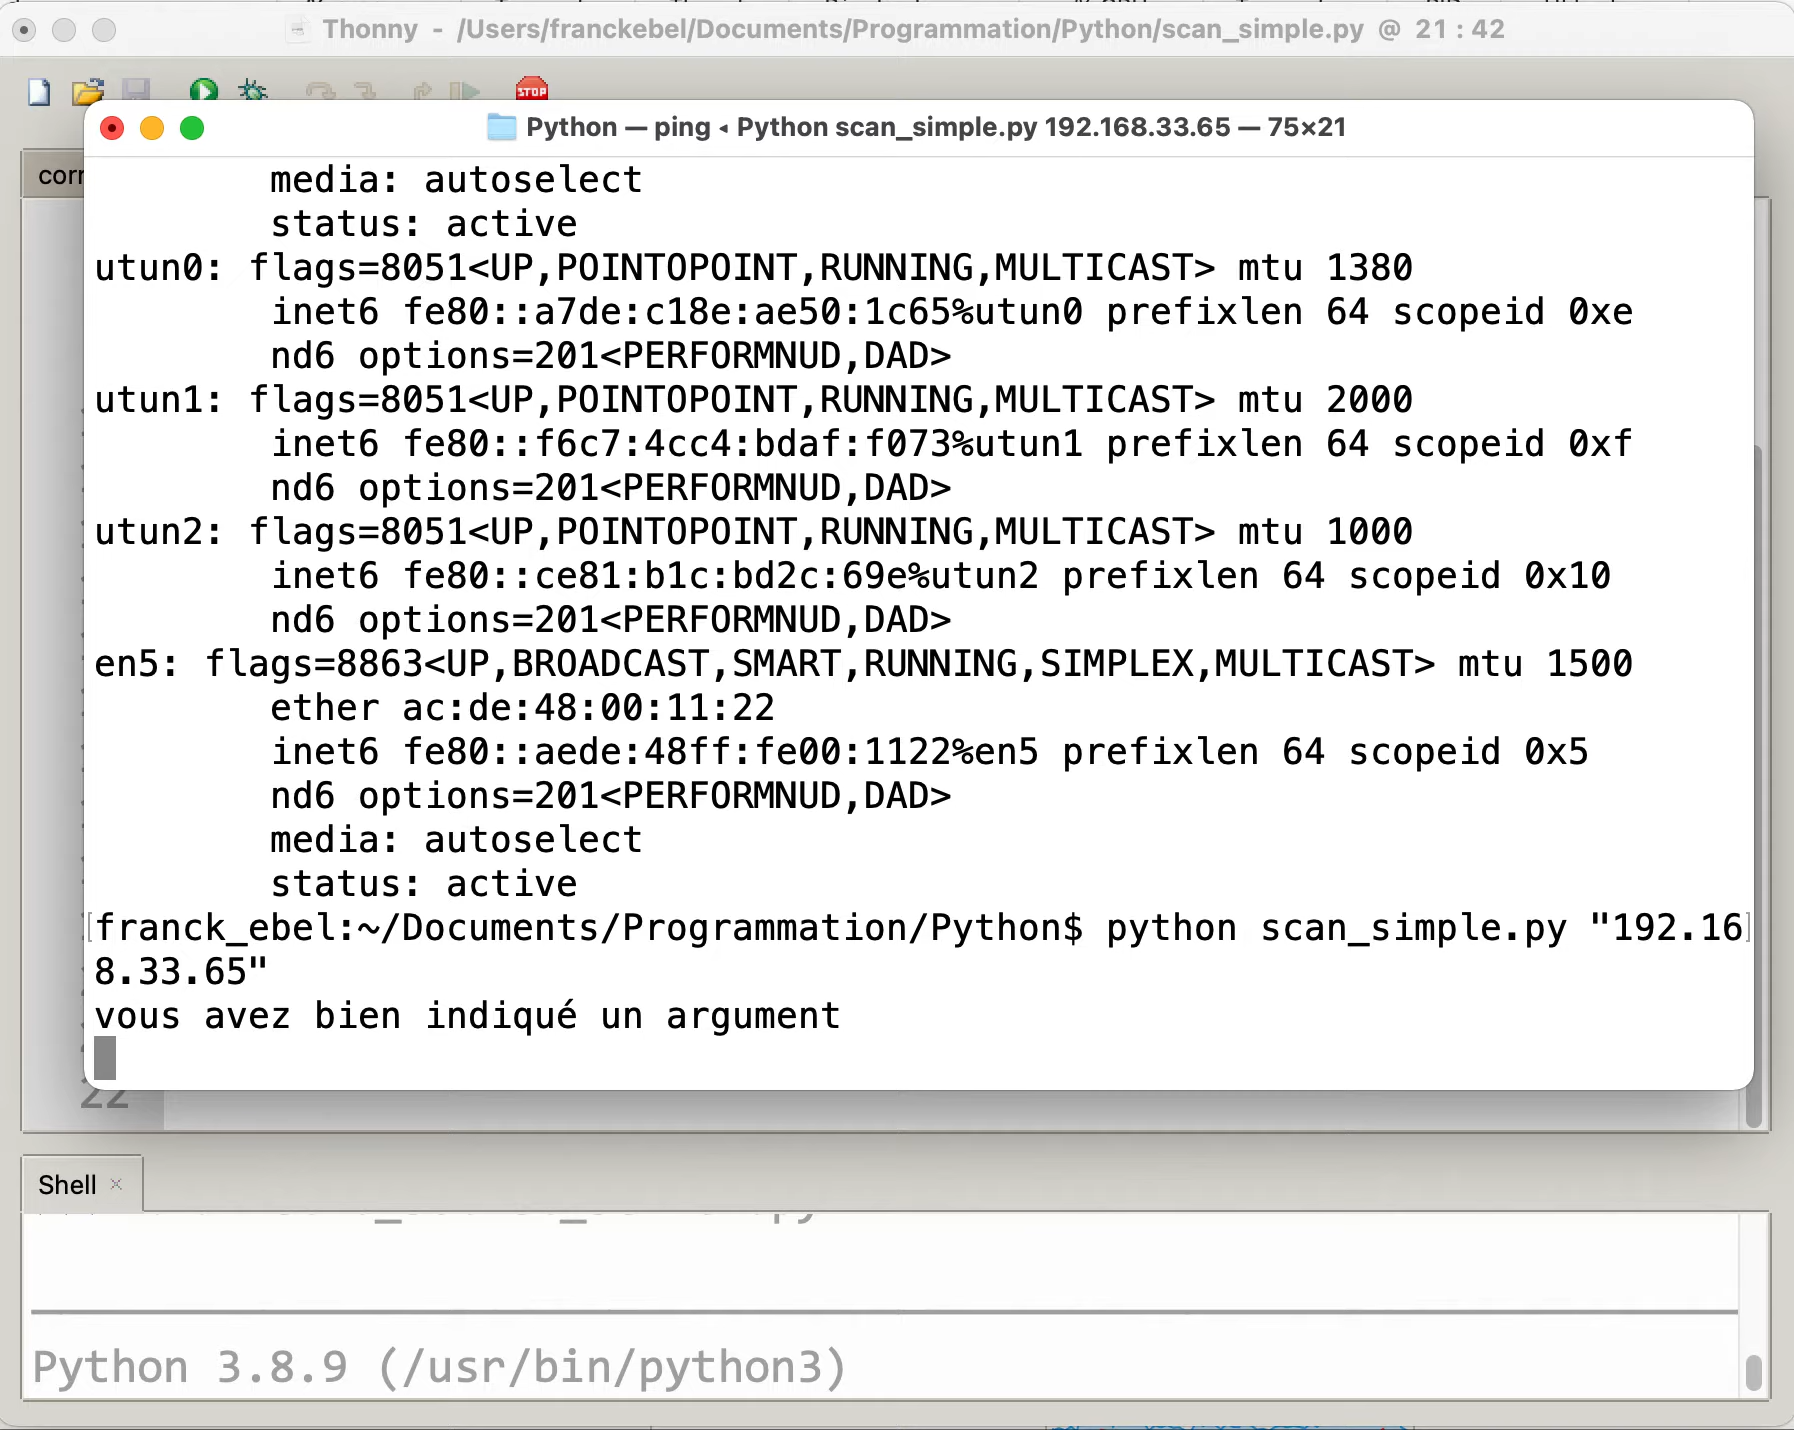 Thonny - /Users/franckebel/Documents/Programmation/Python/scan_simple.py @ 21 : 42
STOP
Python — ping ◂ Python scan_simple.py 192.168.33.65 — 75×21
corr
media: autoselect
status: active
utun0: flags=8051<UP,POINTOPOINT,RUNNING,MULTICAST> mtu 1380
inet6 fe80::a7de:c18e:ae50:1c65%utun0 prefixlen 64 scopeid 0xe
nd6 options=201<PERFORMNUD,DAD>
utun1: flags=8051<UP,POINTOPOINT,RUNNING,MULTICAST> mtu 2000
inet6 fe80::f6c7:4cc4:bdaf:f073%utun1 prefixlen 64 scopeid 0xf
nd6 options=201<PERFORMNUD,DAD>
utun2: flags=8051<UP,POINTOPOINT,RUNNING,MULTICAST> mtu 1000
inet6 fe80::ce81:b1c:bd2c:69e%utun2 prefixlen 64 scopeid 0x10
nd6 options=201<PERFORMNUD,DAD>
en5: flags=8863<UP,BROADCAST,SMART,RUNNING,SIMPLEX,MULTICAST> mtu 1500
ether ac:de:48:00:11:22
inet6 fe80::aede:48ff:fe00:1122%en5 prefixlen 64 scopeid 0x5
nd6 options=201<PERFORMNUD,DAD>
media: autoselect
status: active
[franck_ebel:~/Documents/Programmation/Python$ python scan_simple.py "192.16]
8.33.65"
vous avez bien indiqué un argument
22
Shell
Python 3.8.9 (/usr/bin/python3)